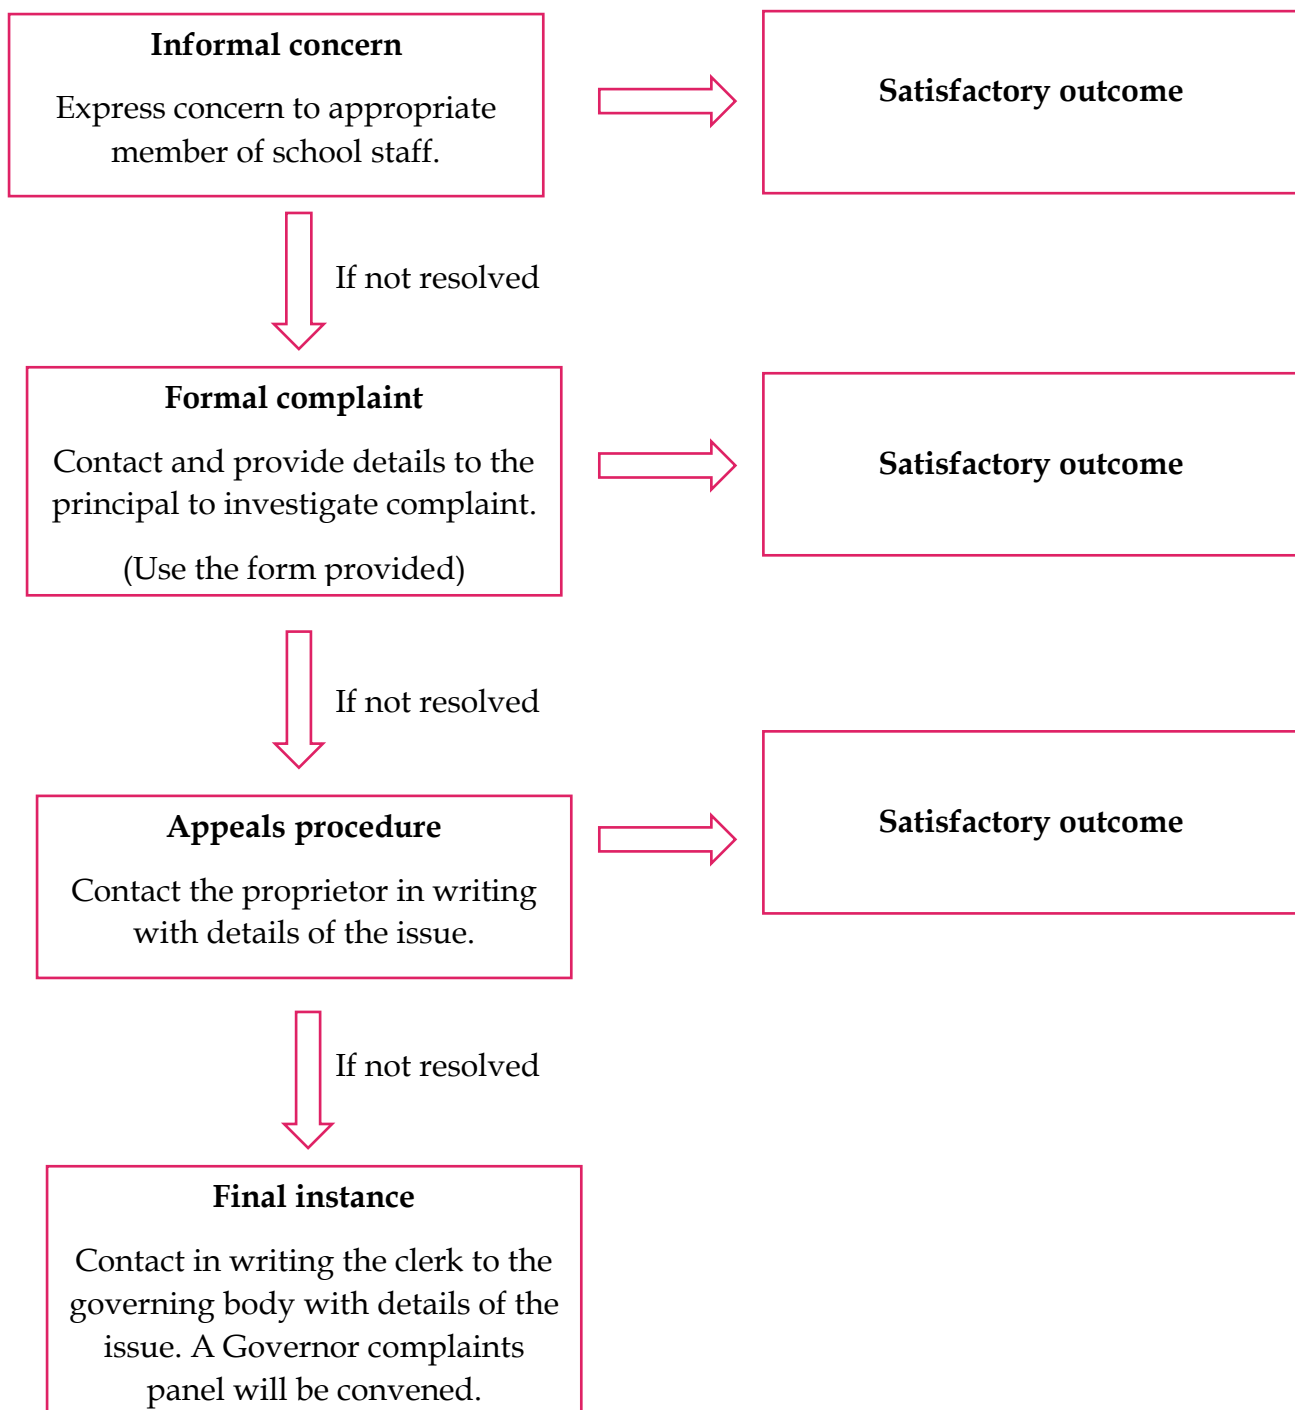 Informal concern
Express concern to appropriate
member of school staff.
Satisfactory outcome
If not resolved
Formal complaint
Contact and provide details to the
principal to investigate complaint.
(Use the form provided)
Satisfactory outcome
If not resolved
Appeals procedure
Contact the proprietor in writing
with details of the issue.
Satisfactory outcome
If not resolved
Final instance
Contact in writing the clerk to the
governing body with details of the
issue. A Governor complaints
panel will be convened.